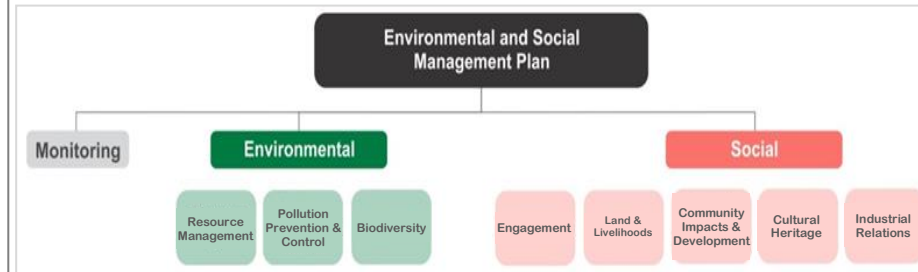 Environmental and Social
Management Plan
Monitoring
Environmental
Social
Resource
Management
Pollution
Prevention &
Control
Biodiversity
Engagement
Land &
Livelihoods
Community
Impacts &
Development
Cultural
Heritage
Industrial
Relations